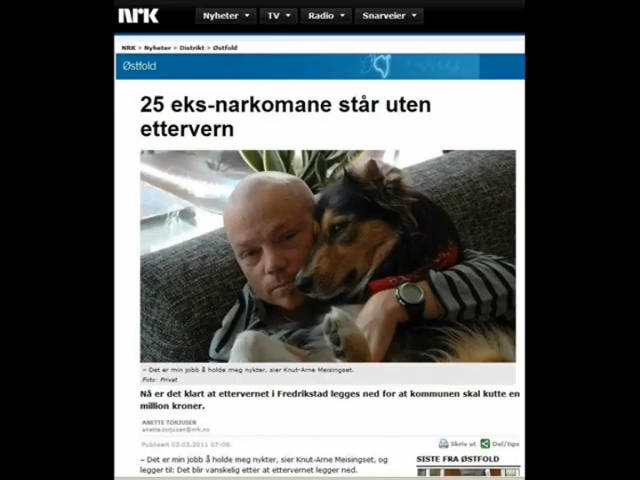 NRK
Nyheter TV Radio Snarveier
NRK > Nyheter > Distrikt > Østfold
Østfold
25 eks-narkomane står uten
ettervern
– Det er min jobb å holde meg nykter, sier Knut-Arne Meisingset.
Foto: Privat
Nå er det klart at ettervernet i Fredrikstad legges ned for at kommunen skal kutte en
million kroner.
ANETTE TORJUSEN
anette.torjusen@nrk.no
Publisert 03.03.2011 07:08.
Skriv ut Del/tips
– Det er min jobb å holde meg nykter, sier Knut-Arne Meisingset, og
legger til: Det blir vanskelig etter at ettervernet legger ned.
SISTE FRA ØSTFOLD